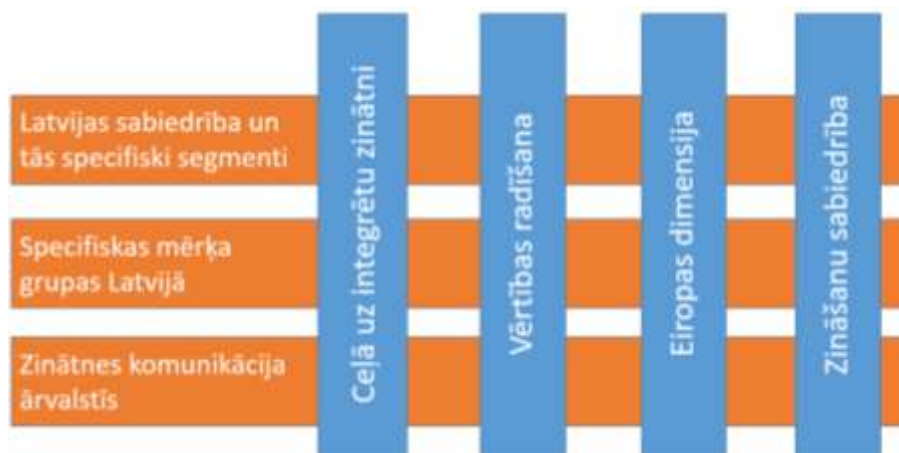 Latvijas sabiedrība un
tās specifiski segmenti
Specifiskas mērķa
grupas Latvijā
Zinātnes komunikācija
ārvalstīs
Ceļā uz integrētu zinātni
Vērtības radīšana
Eiropas dimensija
Zināšanu sabiedrība